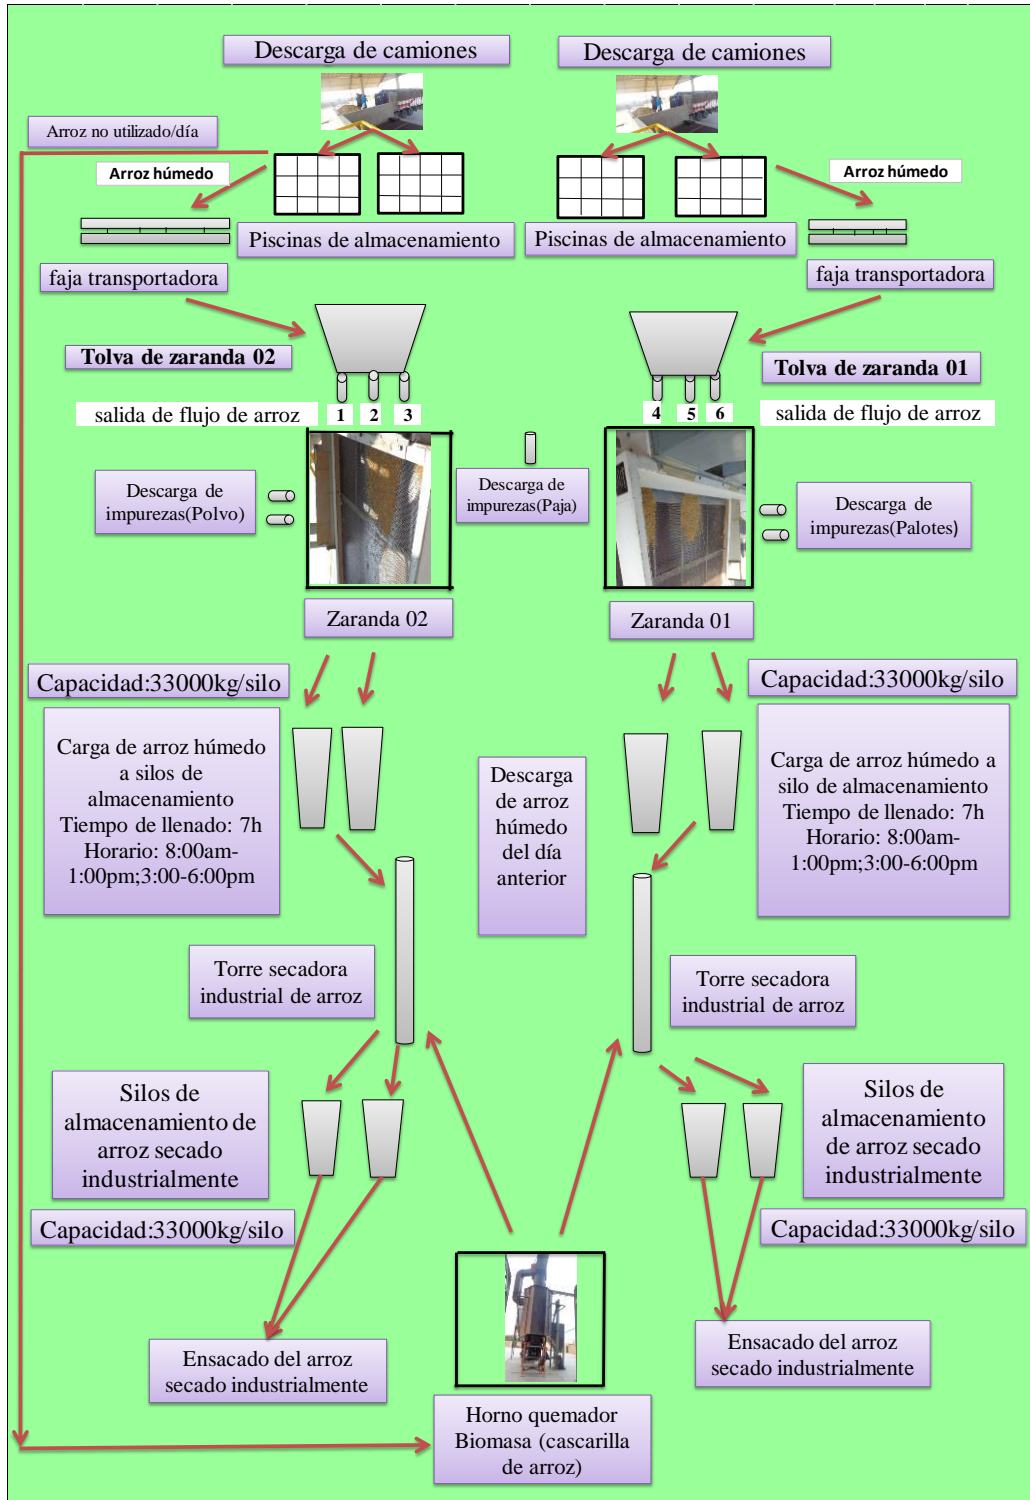 Descarga de camiones
Descarga de camiones
Arroz no utilizado/día
Arroz húmedo
Arroz húmedo
Piscinas de almacenamiento
Piscinas de almacenamiento
faja transportadora
faja transportadora
Tolva de zaranda 02
Tolva de zaranda 01
salida de flujo de arroz
1 2 3
4 5 6
salida de flujo de arroz
Descarga de
impurezas(Polvo)
Descarga de
impurezas(Paja)
Descarga de
impurezas(Palotes)
Zaranda 02
Zaranda 01
Capacidad:33000kg/silo
Capacidad:33000kg/silo
Carga de arroz húmedo
a silos de
almacenamiento
Tiempo de llenado: 7h
Horario: 8:00am-
1:00pm;3:00-6:00pm
Descarga
de arroz
húmedo
del día
anterior
Carga de arroz húmedo a
silo de almacenamiento
Tiempo de llenado: 7h
Horario: 8:00am-
1:00pm;3:00-6:00pm
Torre secadora
industrial de arroz
Torre secadora
industrial de arroz
Silos de
almacenamiento de
arroz secado
industrialmente
Silos de
almacenamiento
de arroz secado
industrialmente
Capacidad:33000kg/silo
Capacidad:33000kg/silo
Ensacado del arroz
secado industrialmente
Ensacado del arroz
secado industrialmente
Horno quemador
Biomasa (cascarilla
de arroz)